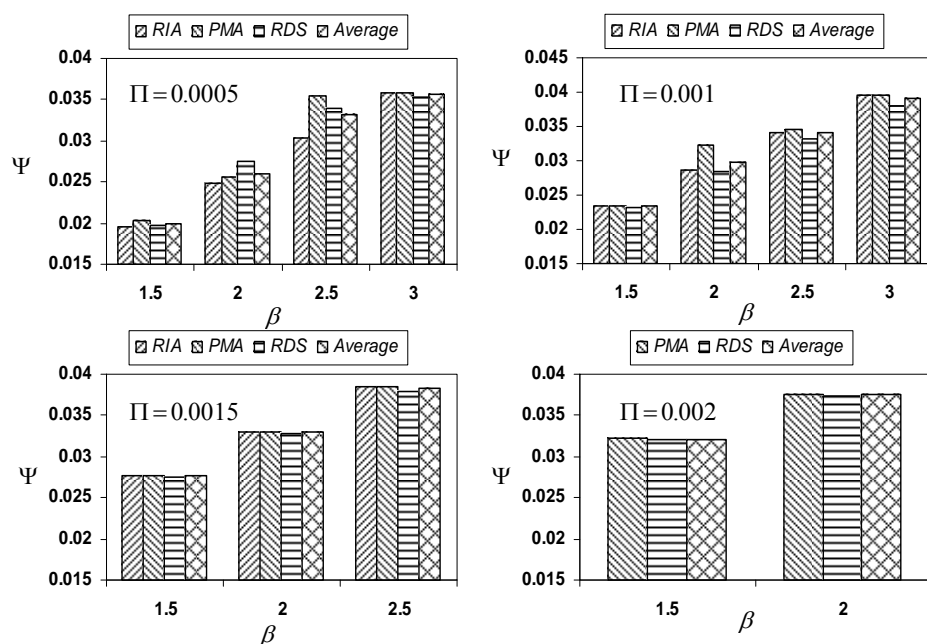 RIA PMA RDS Average
0.04
0.035
0.03
0.025
0.02
0.015
Ψ
Π = 0.0005
1.5 2 2.5 3
β
RIA PMA RDS Average
0.045
0.04
0.035
0.03
0.025
0.02
0.015
Ψ
Π = 0.001
1.5 2 2.5 3
β
RIA PMA RDS Average
0.04
0.035
0.03
0.025
0.02
0.015
Ψ
Π = 0.0015
1.5 2 2.5
β
PMA RDS Average
0.04
0.035
0.03
0.025
0.02
0.015
Ψ
Π = 0.002
1.5 2
β